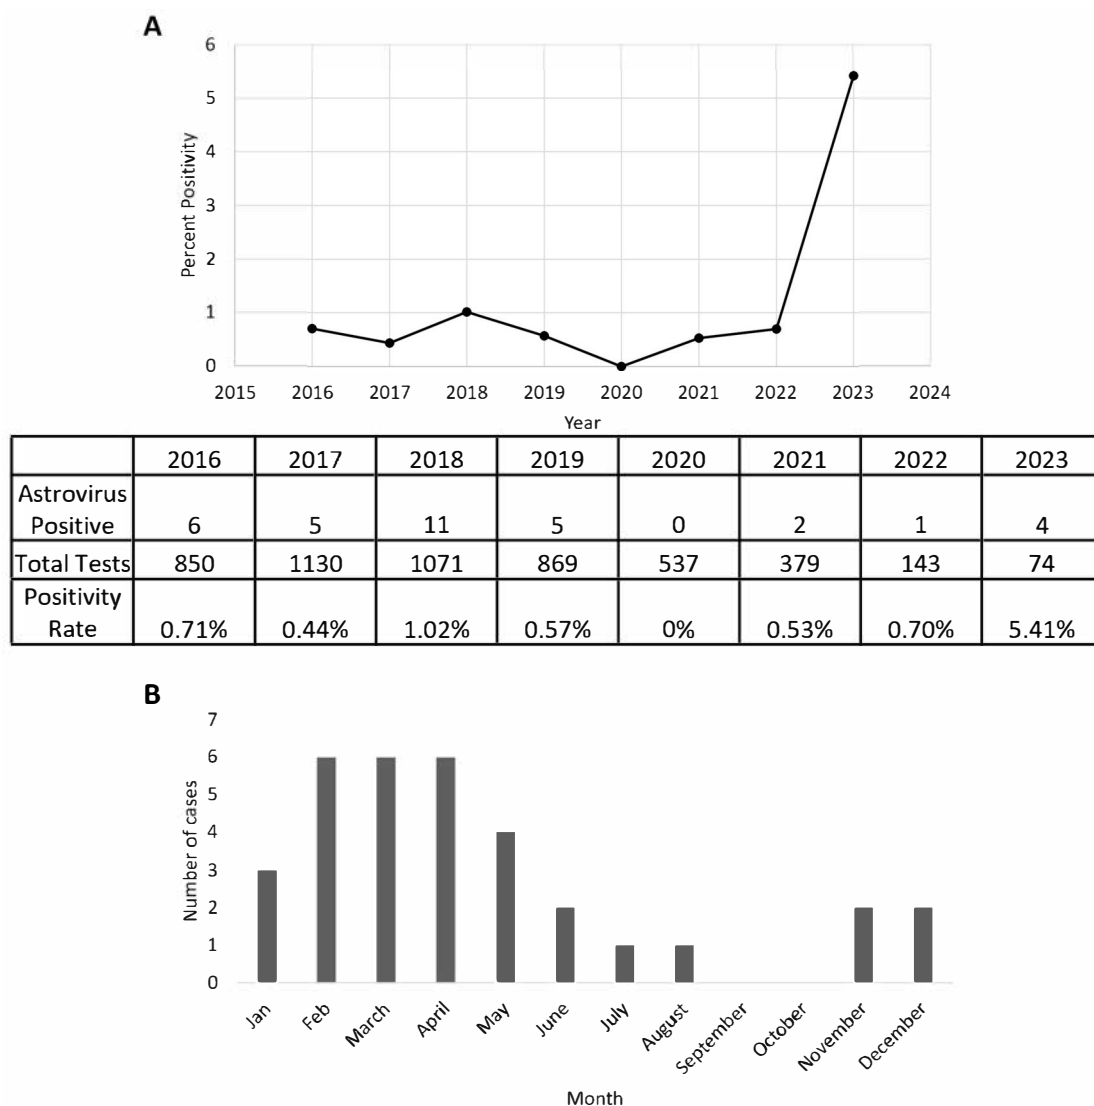 A
6
5
4
3
2
1
0
Percent Positivity
2015 2016 2017 2018 2019 2020 2021 2022 2023 2024
Year
2016 2017 2018 2019 2020 2021 2022 2023
Astrovirus
Positive 6 5 11 5 0 2 1 4
Total Tests 850 1130 1071 869 537 379 143 74
Positivity
Rate 0.71% 0.44% 1.02% 0.57% 0% 0.53% 0.70% 5.41%
B
7
6
5
4
3
2
1
0
Number of cases
Jan Feb March April May June July August September October November December
Month